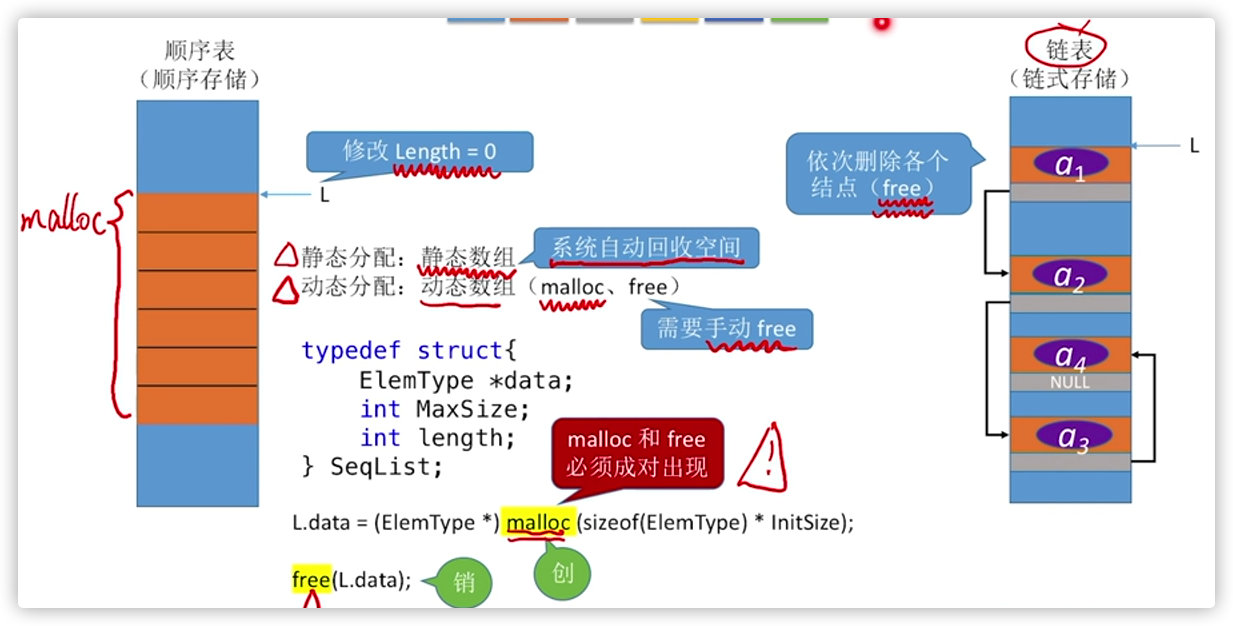 顺序表
（顺序存储）
修改 Length = 0
L
malloc
静态分配：静态数组
系统自动回收空间
动态分配：动态数组（malloc、free）
需要手动 free
typedef struct{
ElemType *data;
int MaxSize;
int length;
} SeqList;
malloc 和 free
必须成对出现
!
L.data = (ElemType *) malloc (sizeof(ElemType) * InitSize);
free(L.data);
销
创
链表
（链式存储）
依次删除各个
结点（free）
L
a1
a2
a4
NULL
a3